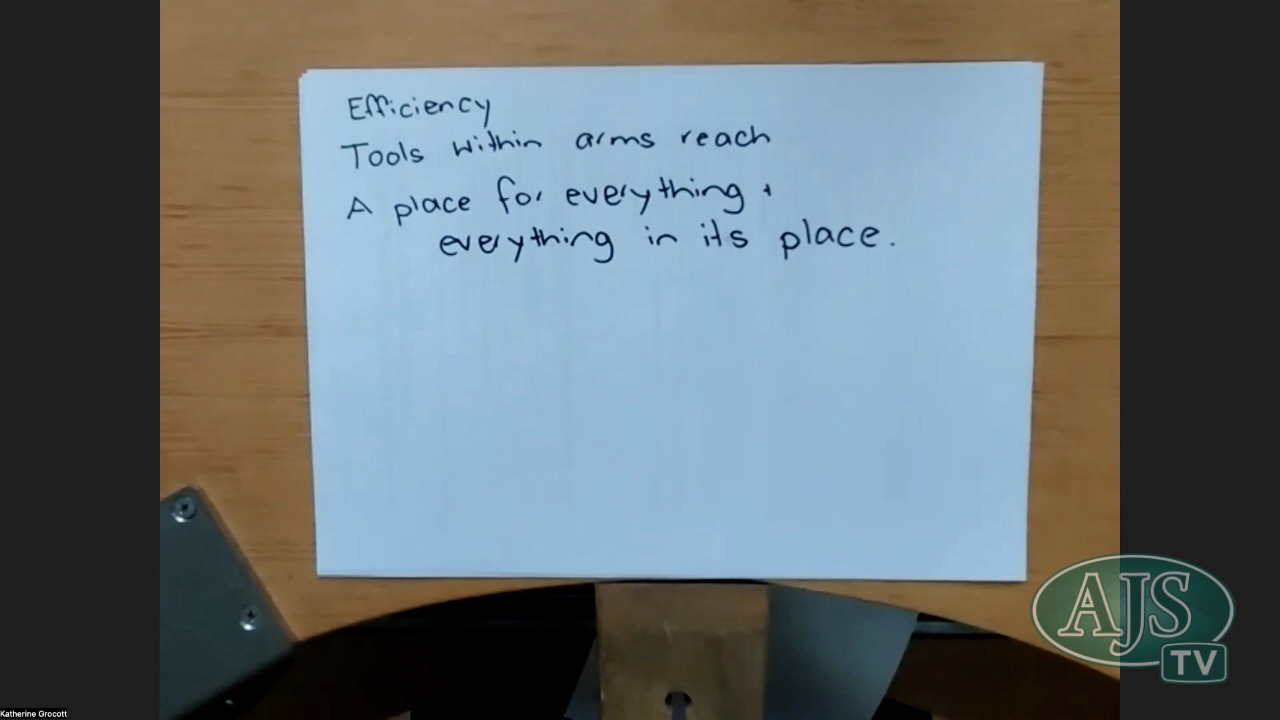 Efficiency
Tools within arms reach
A place for everything +
everything in its place.
AJS
TV
Katherine Grocott